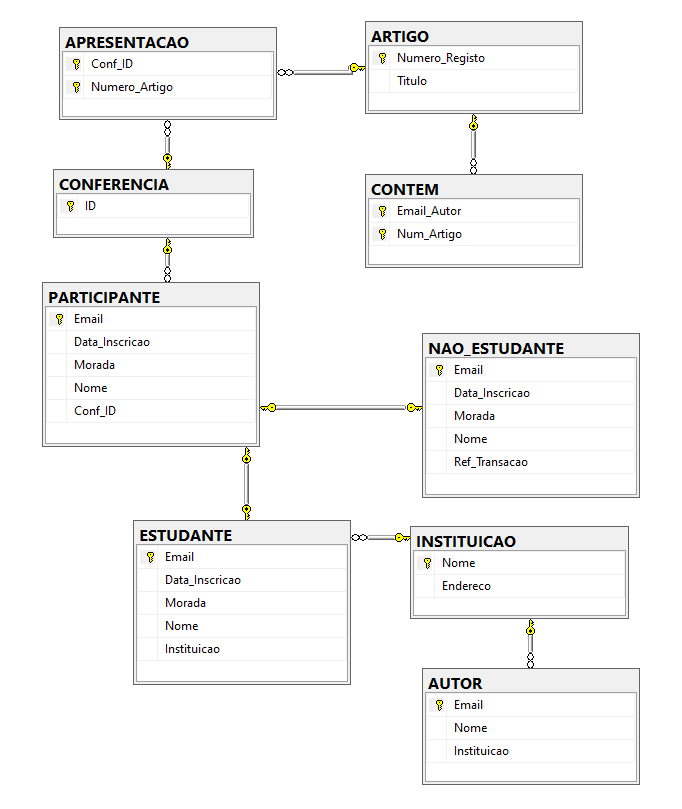 APRESENTACAO
Conf_ID
Numero_Artigo
ARTIGO
Numero_Registo
Titulo
CONFERENCIA
ID
CONTEM
Email_Autor
Num_Artigo
PARTICIPANTE
Email
Data_Inscricao
Morada
Nome
Conf_ID
NAO_ESTUDANTE
Email
Data_Inscricao
Morada
Nome
Ref_Transacao
ESTUDANTE
Email
Data_Inscricao
Morada
Nome
Instituicao
INSTITUICAO
Nome
Endereco
AUTOR
Email
Nome
Instituicao